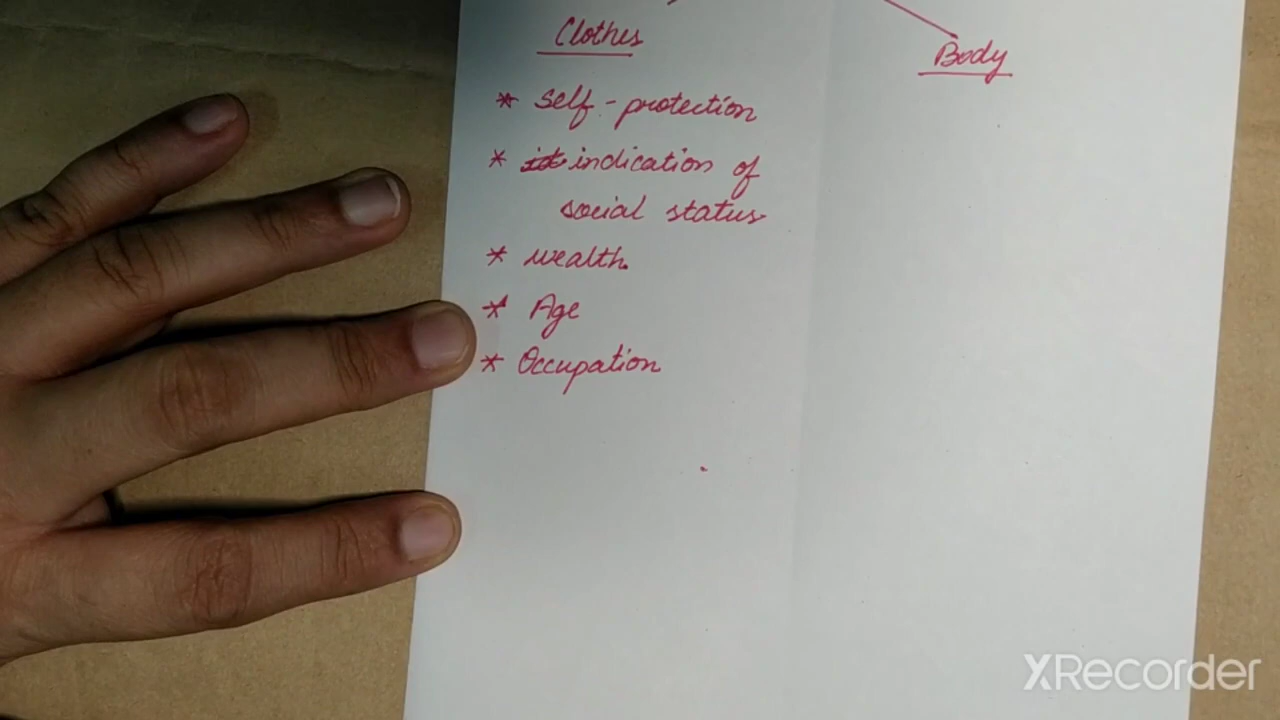 Clothes
Body
* self-protection
* indication of
social status
* wealth
* Age
* Occupation
XRecorder